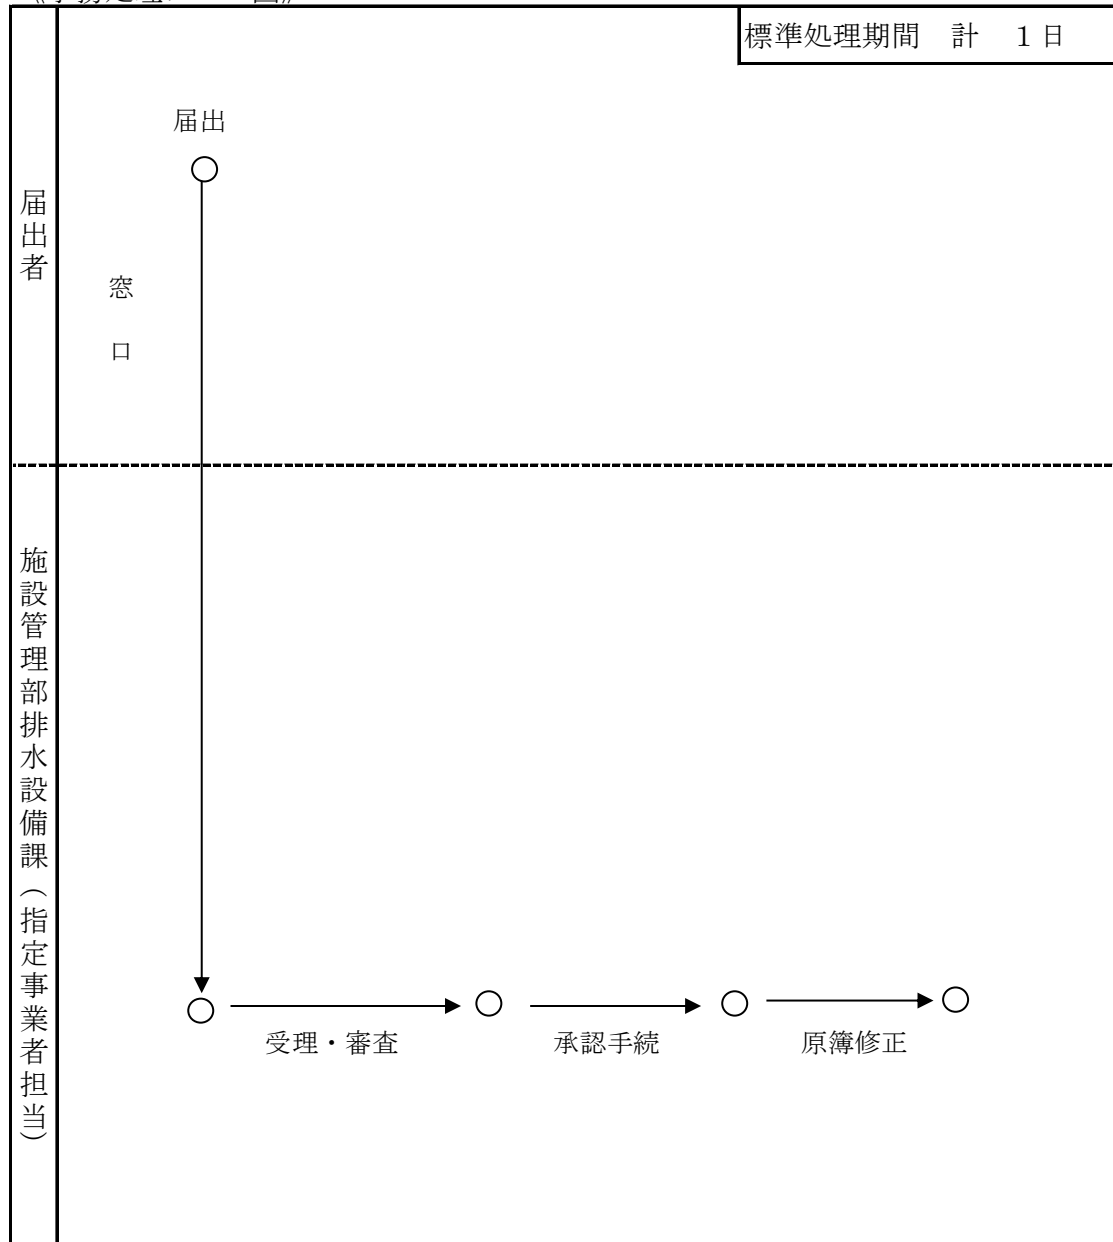 標準処理期間　計　１日
届出
届出者
窓口
施設管理部排水設備課（指定事業者担当）
受理・審査
承認手続
原簿修正